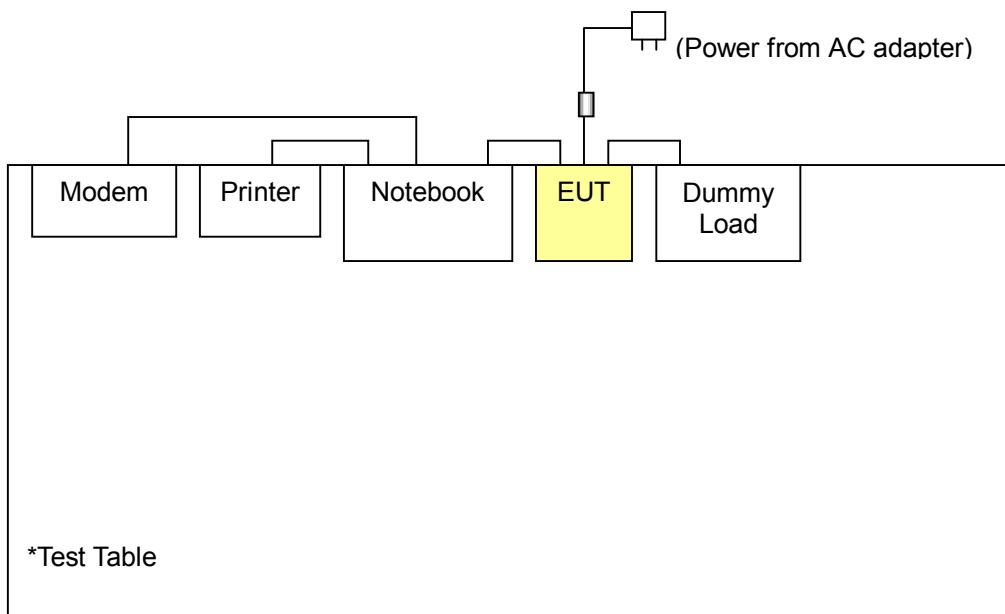 (Power from AC adapter)
Modem
Printer
Notebook
EUT
Dummy
Load
*Test Table